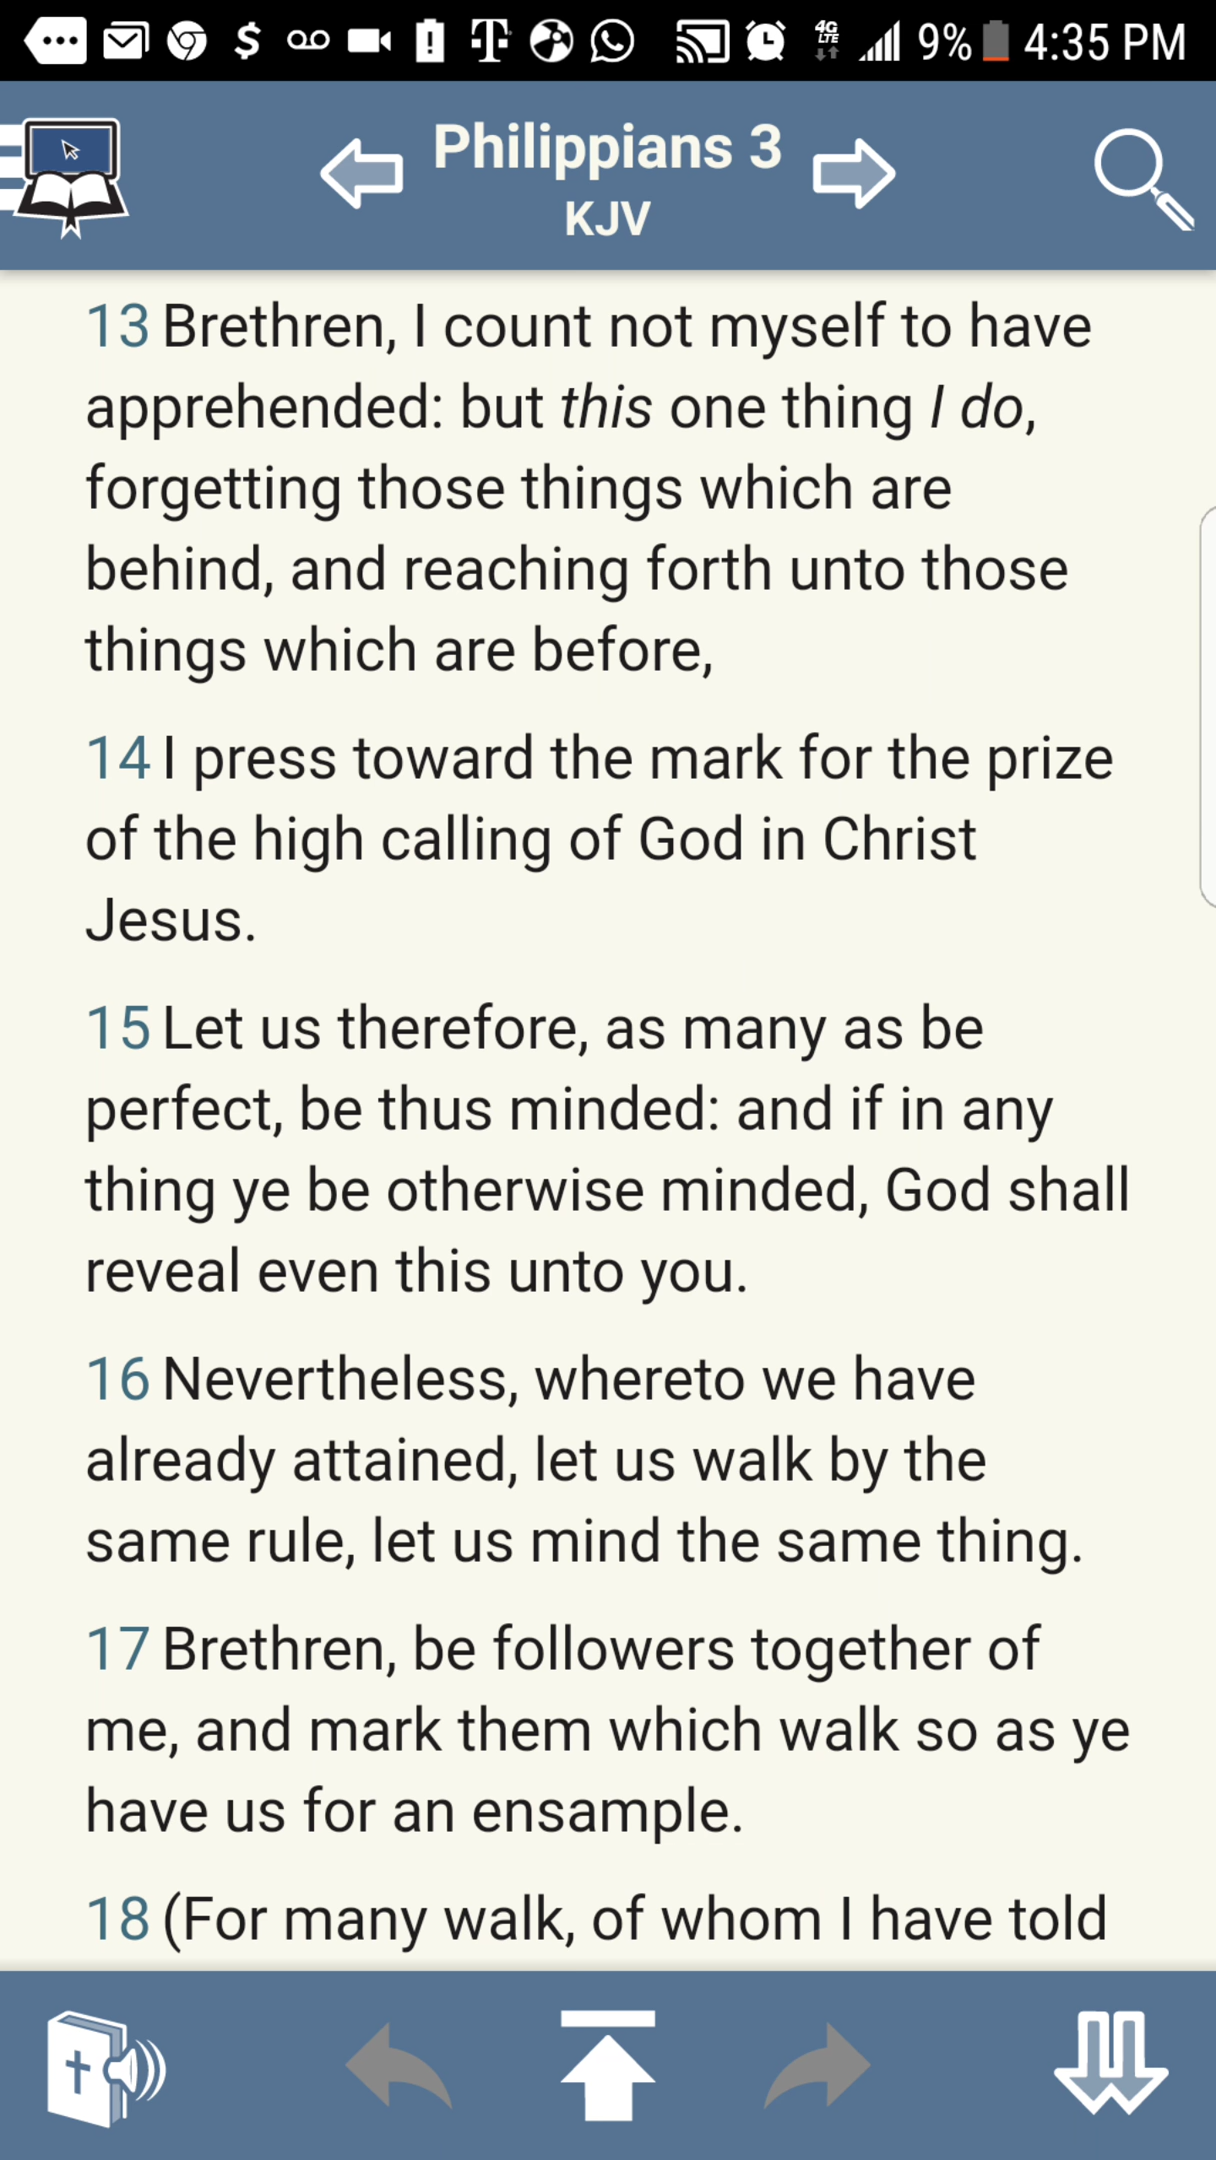 4G
LTE
9%
4:35 PM
Philippians 3
KJV
13 Brethren, I count not myself to have
apprehended: but this one thing I do,
forgetting those things which are
behind, and reaching forth unto those
things which are before,
14 I press toward the mark for the prize
of the high calling of God in Christ
Jesus.
15 Let us therefore, as many as be
perfect, be thus minded: and if in any
thing ye be otherwise minded, God shall
reveal even this unto you.
16 Nevertheless, whereto we have
already attained, let us walk by the
same rule, let us mind the same thing.
17 Brethren, be followers together of
me, and mark them which walk so as ye
have us for an ensample.
18 (For many walk, of whom I have told